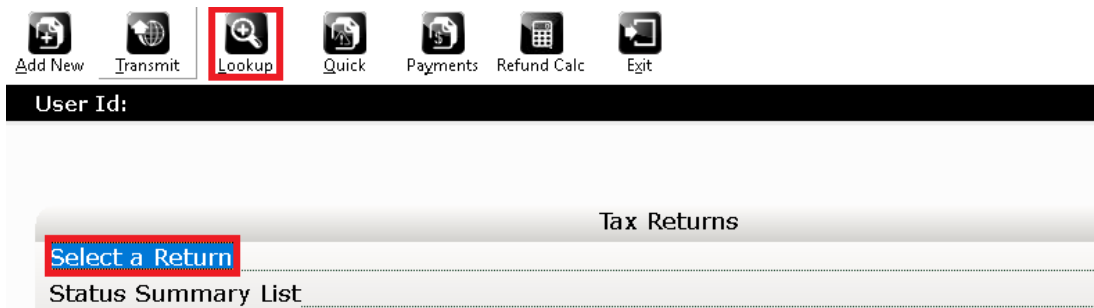 Add New Transmit Lookup Quick Payments Refund Calc Exit
User Id:
Tax Returns
Select a Return
Status Summary List